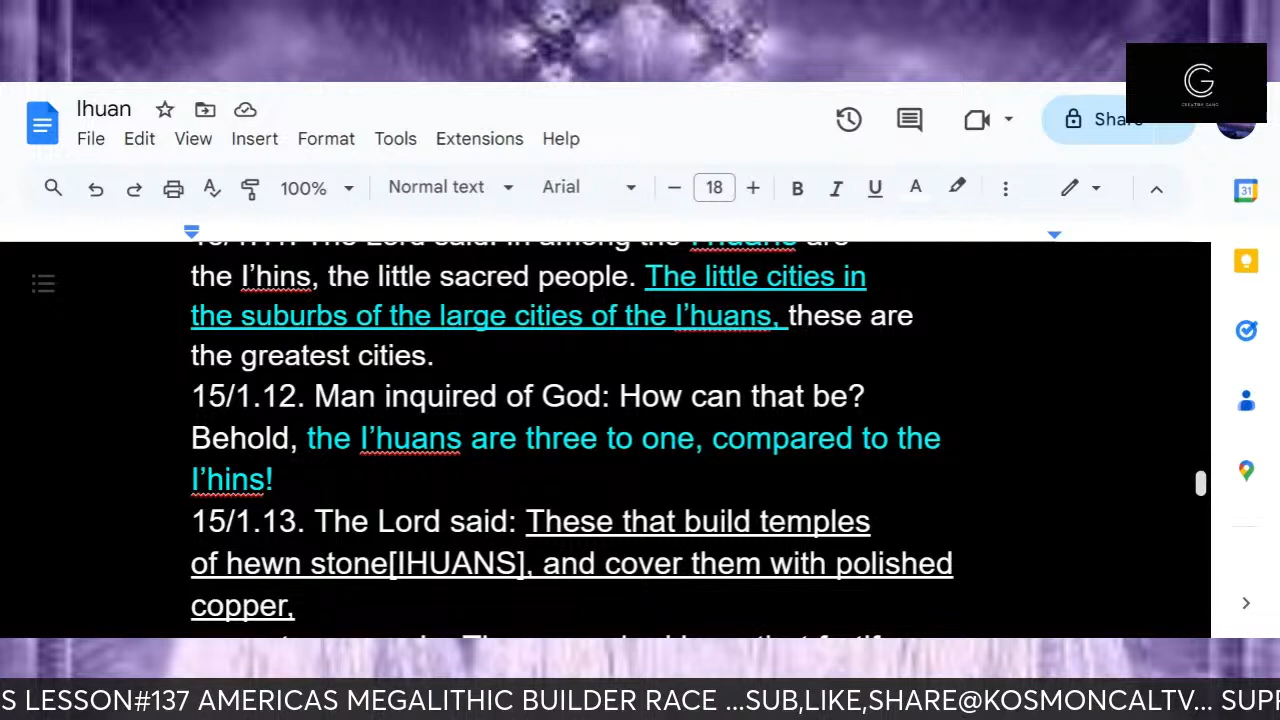 Ihuan
File Edit View Insert Format Tools Extensions Help
Share
100% Normal text Arial 18 B I U A
31
the I’hins, the little sacred people. The little cities in
the suburbs of the large cities of the I’huans, these are
the greatest cities.
15/1.12. Man inquired of God: How can that be?
Behold, the I’huans are three to one, compared to the
I’hins!
15/1.13. The Lord said: These that build temples
of hewn stone[IHUANS], and cover them with polished
copper,
S LESSON#137 AMERICAS MEGALITHIC BUILDER RACE ...SUB,LIKE,SHARE@KOSMONCALTV... SUPP